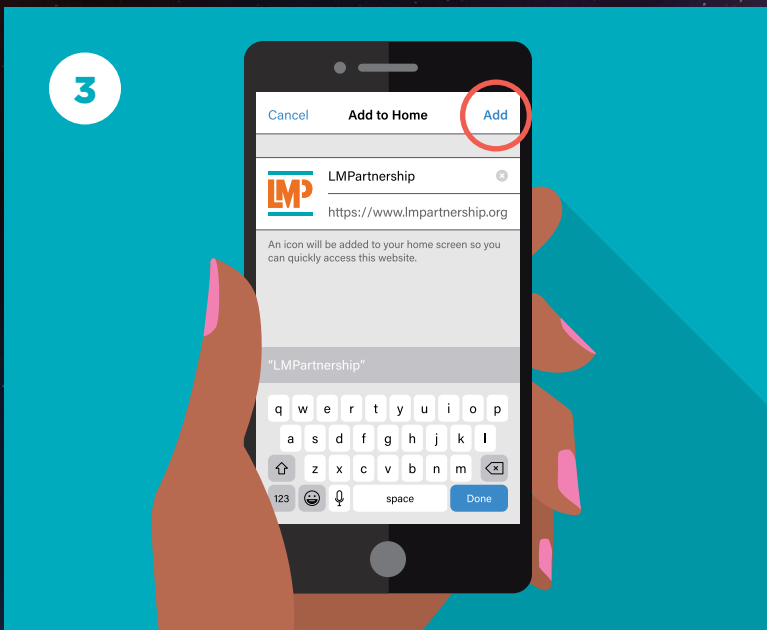 3
Cancel Add to Home Add
LMP LMPartnership
https://www.lmpartnership.org
An icon will be added to your home screen so you
can quickly access this website.
"LMPartnership"
q w e r t y u i o p
a s d f g h j k l
z x c v b n m
123 space Done